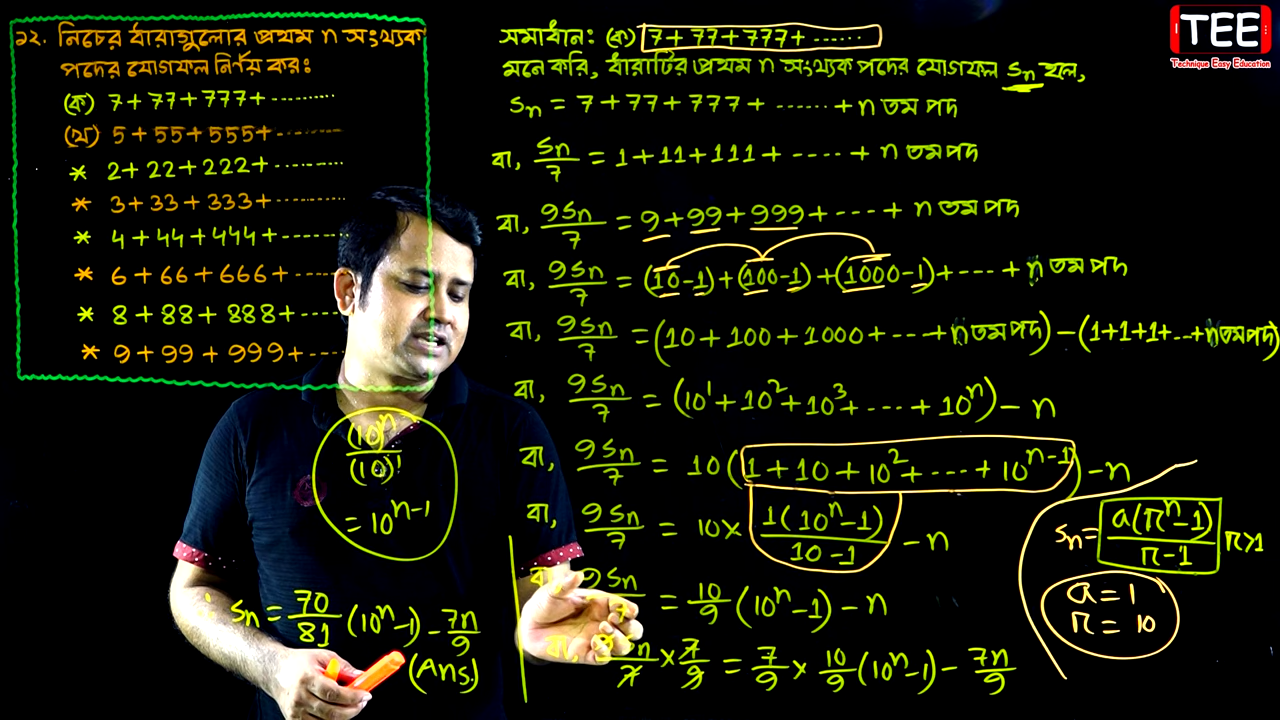 ১২. নিচের ধারাগুলোর প্রথম n সংখ্যক
পদের যোগফল নির্ণয় করঃ
(ক) 7+77+777+..........
(খ) 5+55+555+..........
* 2+22+222+..........
* 3+33+333+..........
* 4+44+444+..........
* 6+66+666+.....
* 8+88+888+.....
* 9+99+999+.....
(10)ⁿ/(10)¹
= 10ⁿ⁻¹
∴ Sn = 70/81 (10ⁿ-1) - 7n/9
(Ans.)
সমাধান: (ক) 7+77+777+......
মনে করি, ধারাটির প্রথম n সংখ্যক পদের যোগফল Sn হলে,
Sn = 7+77+777+ ...... + n তম পদ
বা, Sn/7 = 1+11+111+ ..... + n তম পদ
বা, 9Sn/7 = 9+99+999+ .... + n তম পদ
বা, 9Sn/7 = (10-1)+(100-1)+(1000-1)+ .... + n তম পদ
বা, 9Sn/7 = (10+100+1000+ ... + n তম পদ) - (1+1+1+...+n তম পদ)
বা, 9Sn/7 = (10¹+10²+10³+ .... + 10ⁿ) - n
বা, 9Sn/7 = 10(1+10+10²+ .... + 10ⁿ⁻¹) - n
বা, 9Sn/7 = 10× 1(10ⁿ-1)/10-1 - n
বা, 9Sn/7 = 10/9 (10ⁿ-1) - n
7/9 = 7/9 × 10/9 (10ⁿ-1) - 7n/9
Sn= a(rⁿ-1)/r-1 r>1
a = 1
r = 10
TEE
Technique Easy Education